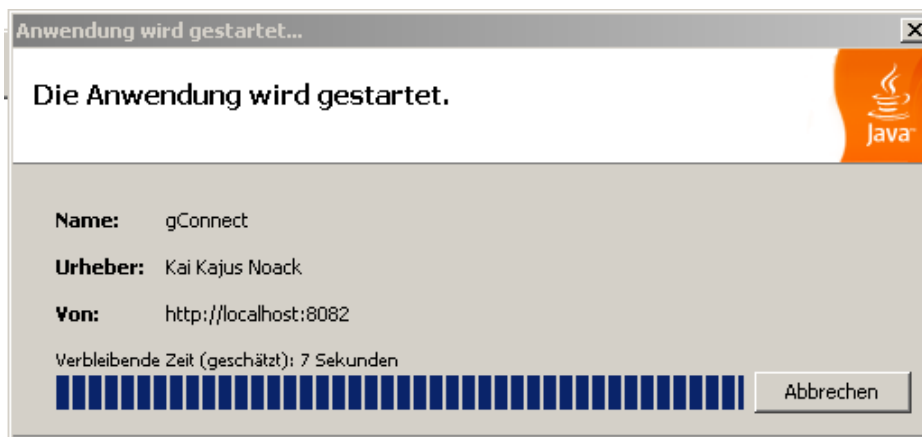 Anwendung wird gestartet...
Die Anwendung wird gestartet.
Java™
Name: gConnect
Urheber: Kai Kajus Noack
Von: http://localhost:8082
Verbleibende Zeit (geschätzt): 7 Sekunden
Abbrechen